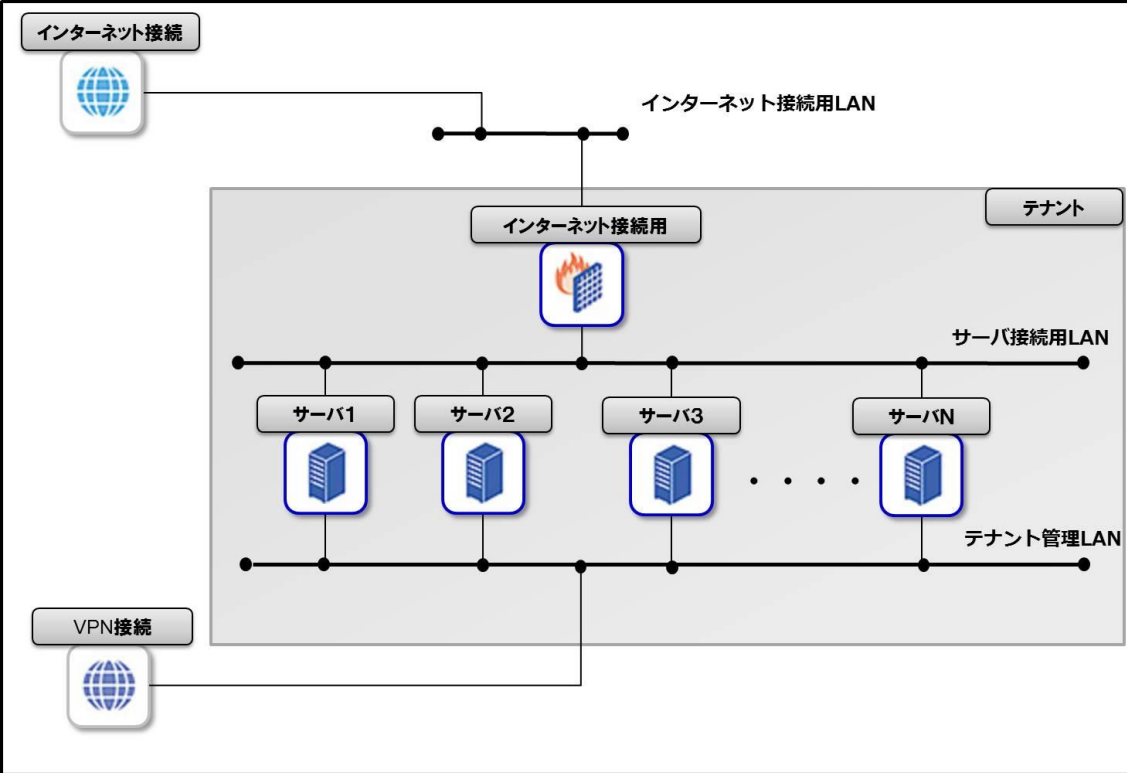 インターネット接続
インターネット接続用LAN
テナント
インターネット接続用
サーバ接続用LAN
サーバ1
サーバ2
サーバ3
サーバN
・・・・
テナント管理LAN
VPN接続